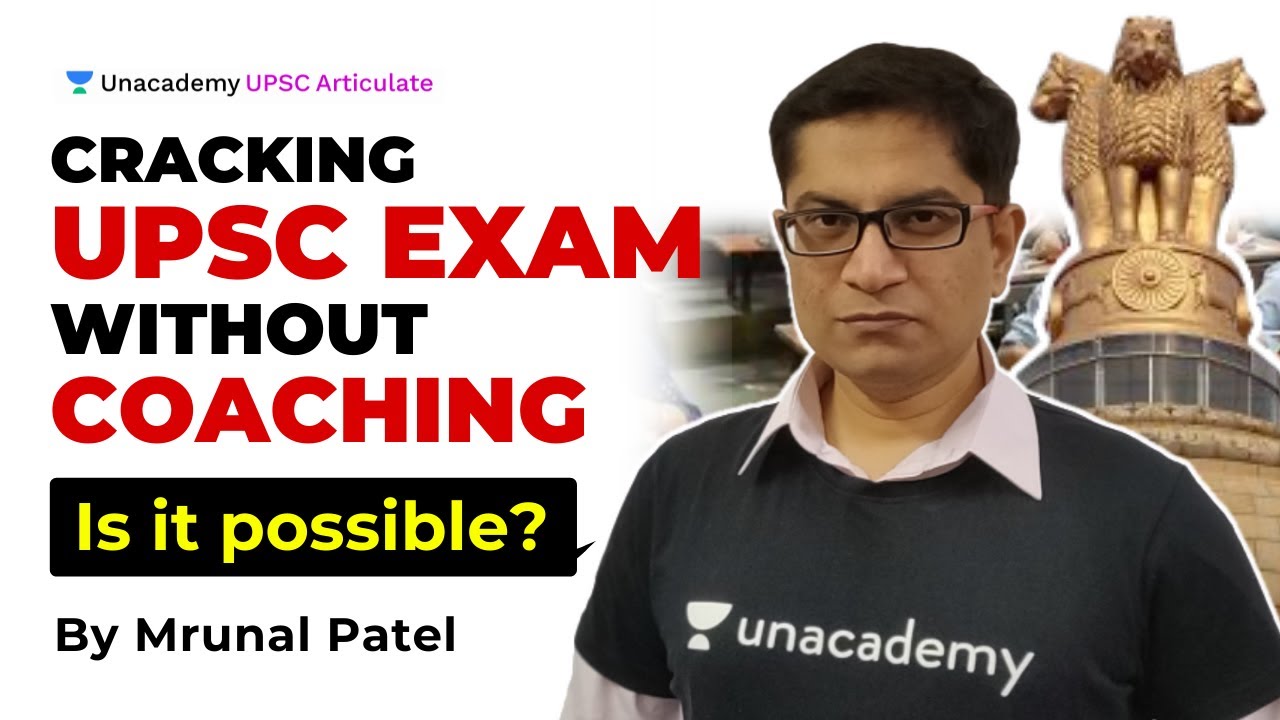 Unacademy UPSC Articulate
CRACKING
UPSC EXAM
WITHOUT
COACHING
Is it possible?
By Mrunal Patel
unacademy